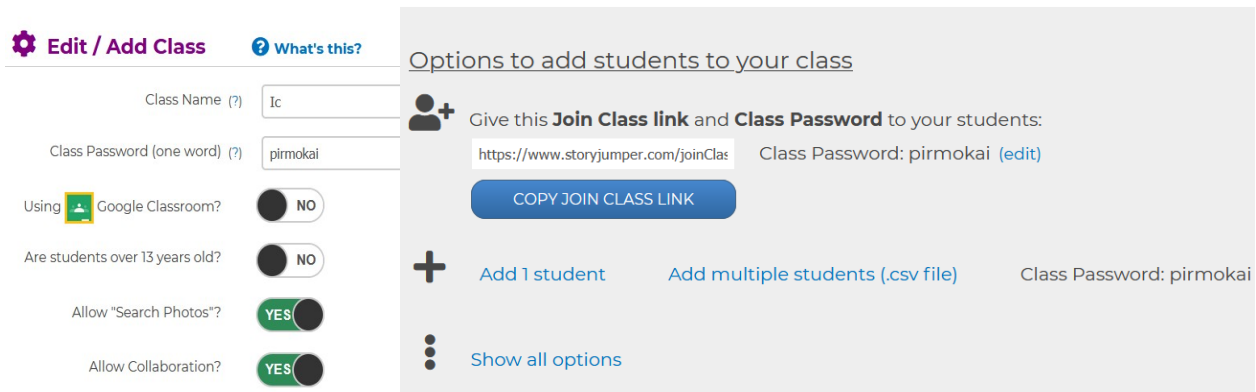 Edit / Add Class
What's this?
Class Name (?)
Ic
Class Password (one word) (?)
pirmokai
Using Google Classroom?
NO
Are students over 13 years old?
NO
Allow "Search Photos"?
YES
Allow Collaboration?
YES
Options to add students to your class
Give this Join Class link and Class Password to your students:
https://www.storyjumper.com/joinClas
Class Password: pirmokai (edit)
COPY JOIN CLASS LINK
Add 1 student
Add multiple students (.csv file)
Class Password: pirmokai
Show all options